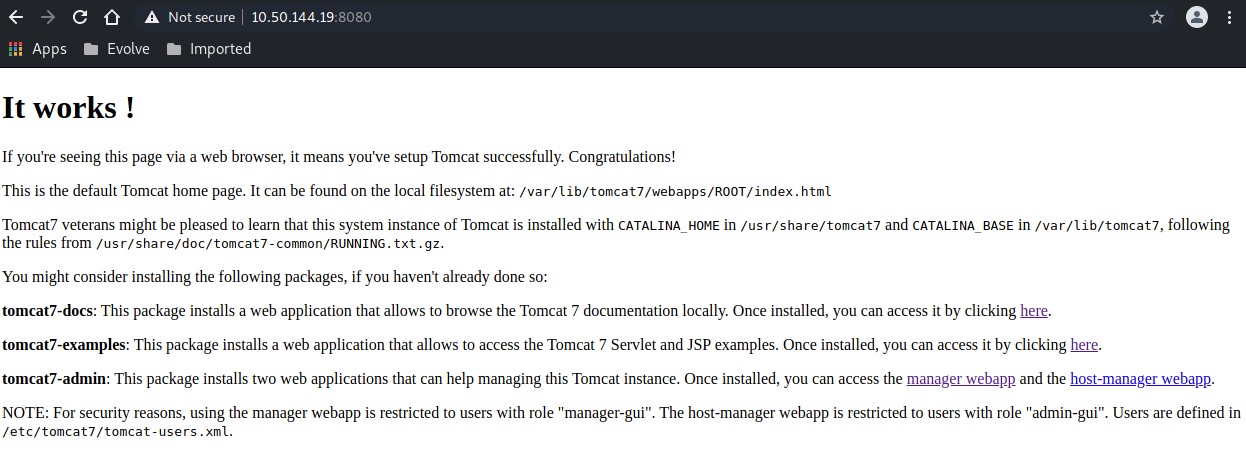 Not secure 10.50.144.19:8080
Apps Evolve Imported
It works !
If you're seeing this page via a web browser, it means you've setup Tomcat successfully. Congratulations!
This is the default Tomcat home page. It can be found on the local filesystem at: /var/lib/tomcat7/webapps/ROOT/index.html
Tomcat7 veterans might be pleased to learn that this system instance of Tomcat is installed with CATALINA_HOME in /usr/share/tomcat7 and CATALINA_BASE in /var/lib/tomcat7, following
the rules from /usr/share/doc/tomcat7-common/RUNNING.txt.gz.
You might consider installing the following packages, if you haven't already done so:
tomcat7-docs: This package installs a web application that allows to browse the Tomcat 7 documentation locally. Once installed, you can access it by clicking here.
tomcat7-examples: This package installs a web application that allows to access the Tomcat 7 Servlet and JSP examples. Once installed, you can access it by clicking here.
tomcat7-admin: This package installs two web applications that can help managing this Tomcat instance. Once installed, you can access the manager webapp and the host-manager webapp.
NOTE: For security reasons, using the manager webapp is restricted to users with role "manager-gui". The host-manager webapp is restricted to users with role "admin-gui". Users are defined in
/etc/tomcat7/tomcat-users.xml.